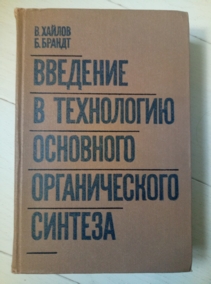 В. ХАЙЛОВ
Б. БРАНДТ
ВВЕДЕНИЕ
В ТЕХНОЛОГИЮ
ОСНОВНОГО
ОРГАНИЧЕСКОГО
СИНТЕЗА